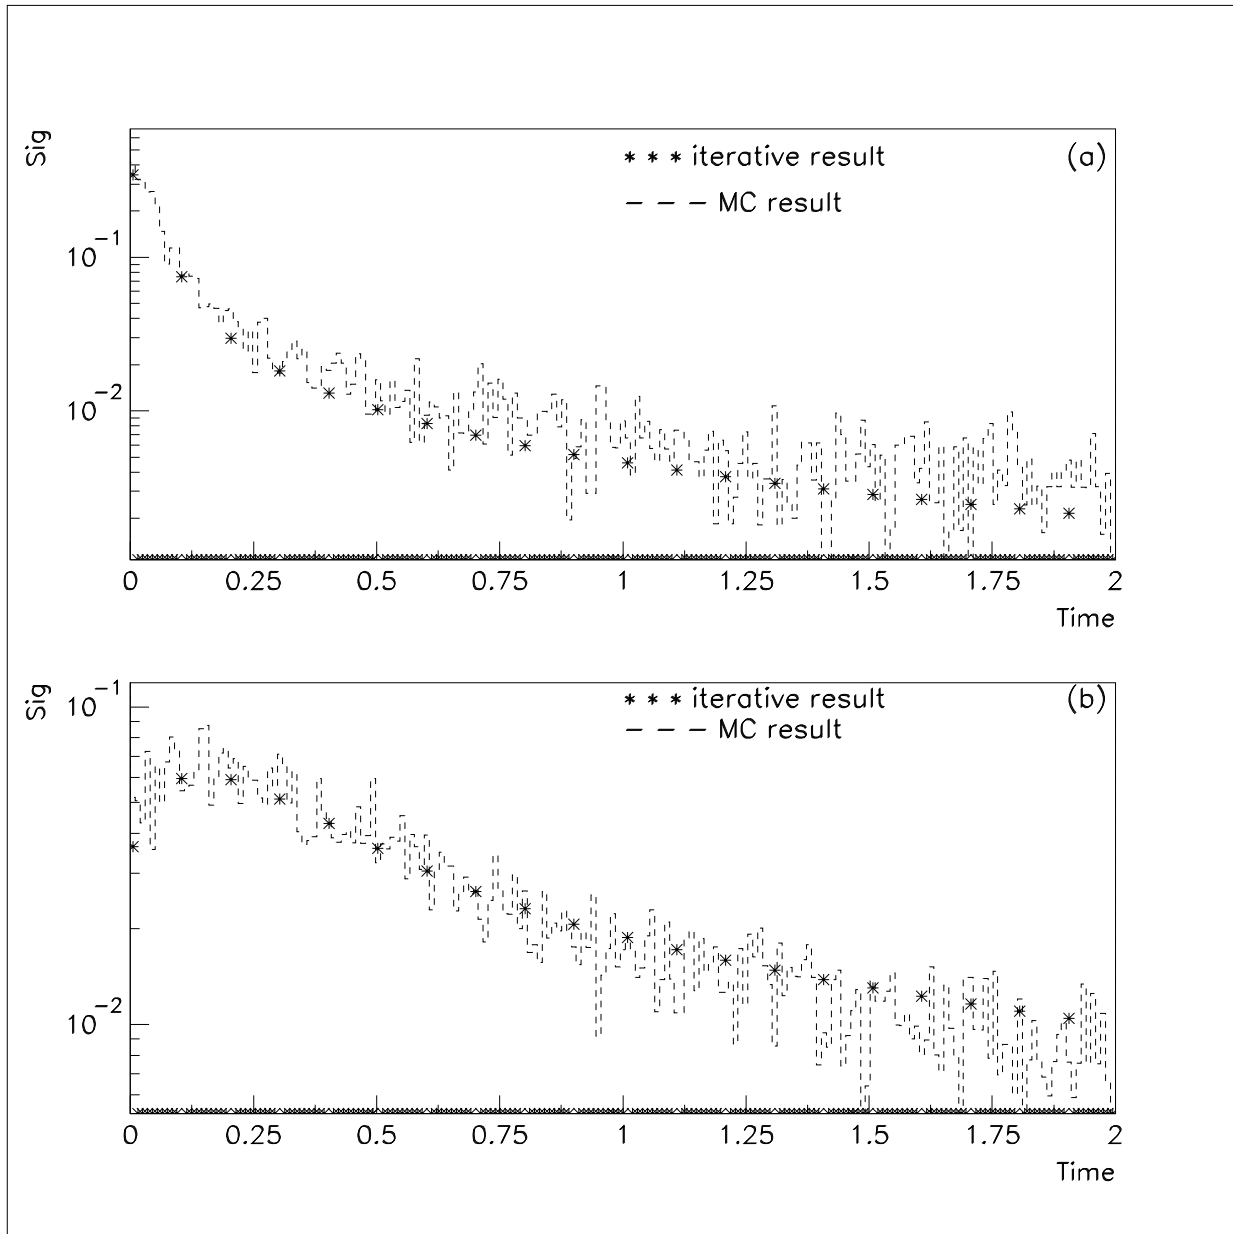 Sig
*** iterative result
(a)
— — — MC result
10⁻¹
10⁻²
0 0.25 0.5 0.75 1 1.25 1.5 1.75 2
Time
Sig
10⁻¹
*** iterative result
(b)
— — — MC result
10⁻²
0 0.25 0.5 0.75 1 1.25 1.5 1.75 2
Time